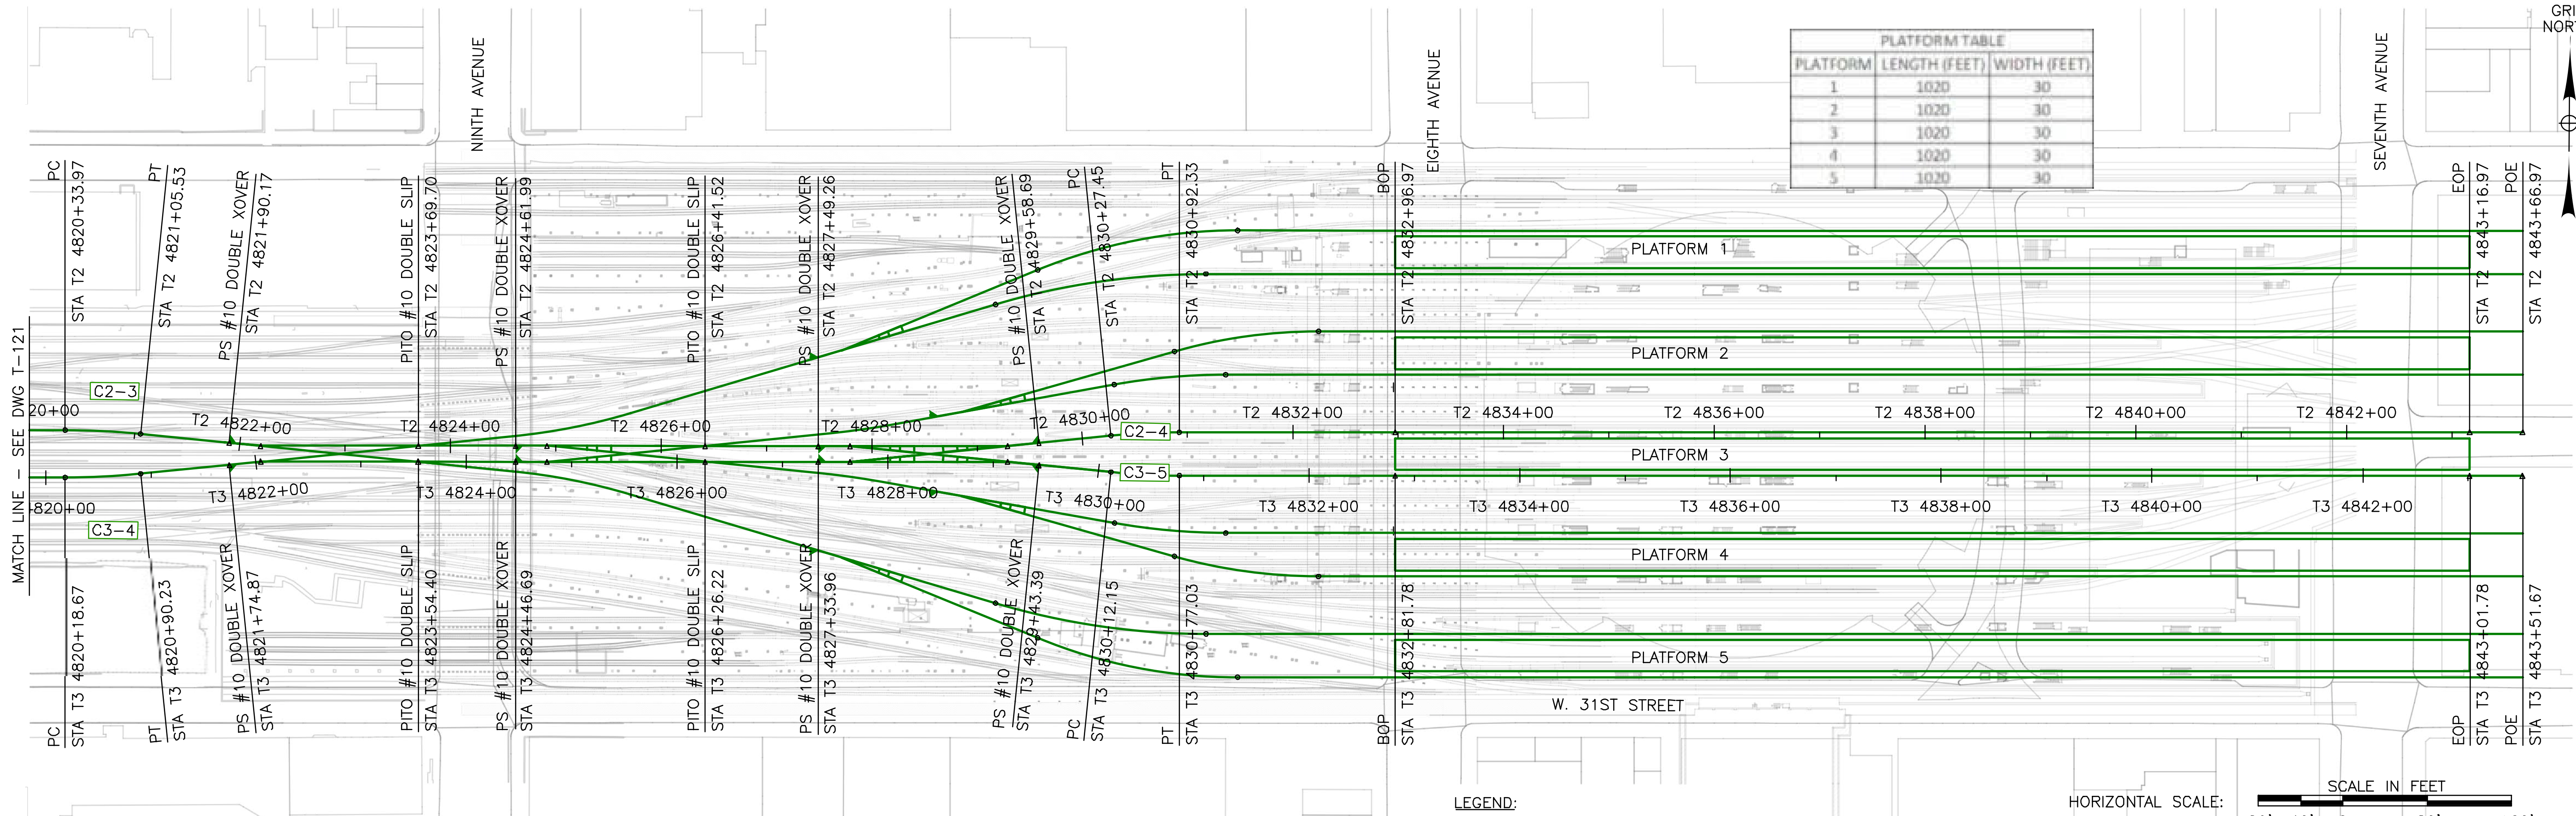 GRI
NOR
PLATFORM TABLE
PLATFORM LENGTH (FEET) WIDTH (FEET)
1 1020 30
2 1020 30
3 1020 30
4 1020 30
5 1020 30
NINTH AVENUE
EIGHTH AVENUE
SEVENTH AVENUE
MATCH LINE – SEE DWG T-121
PC
STA T2 4820+33.97
PT
STA T2 4821+05.53
PS #10 DOUBLE XOVER
STA T2 4821+90.17
PITO #10 DOUBLE SLIP
STA T2 4823+69.70
PS #10 DOUBLE XOVER
STA T2 4824+61.99
PITO #10 DOUBLE SLIP
STA T2 4826+41.52
PS #10 DOUBLE XOVER
STA T2 4827+49.26
PS #10 DOUBLE XOVER
STA T2 4829+58.69
PC
STA T2 4830+27.45
PT
STA T2 4830+92.33
BOP
STA T2 4832+96.97
EOP
STA T2 4843+16.97
POE
STA T2 4843+66.97
PLATFORM 1
PLATFORM 2
C2-3
20+00
T2 4822+00
T2 4824+00
T2 4826+00
T2 4828+00
T2 4830+00
T2 4832+00
T2 4834+00
T2 4836+00
T2 4838+00
T2 4840+00
T2 4842+00
C2-4
PLATFORM 3
C3-5
820+00
T3 4822+00
T3 4824+00
T3 4826+00
T3 4828+00
T3 4830+00
T3 4832+00
T3 4834+00
T3 4836+00
T3 4838+00
T3 4840+00
T3 4842+00
C3-4
PLATFORM 4
PLATFORM 5
PC
STA T3 4820+18.67
PT
STA T3 4820+90.23
PS #10 DOUBLE XOVER
STA T3 4821+74.87
PITO #10 DOUBLE SLIP
STA T3 4823+54.40
PS #10 DOUBLE XOVER
STA T3 4824+46.69
PITO #10 DOUBLE SLIP
STA T3 4826+26.22
PS #10 DOUBLE XOVER
STA T3 4827+33.96
PS #10 DOUBLE XOVER
STA T3 4829+43.39
PC
STA T3 4830+12.15
PT
STA T3 4830+77.03
BOP
STA T3 4832+81.78
EOP
STA T3 4843+01.78
POE
STA T3 4843+51.67
W. 31ST STREET
LEGEND:
SCALE IN FEET
HORIZONTAL SCALE: